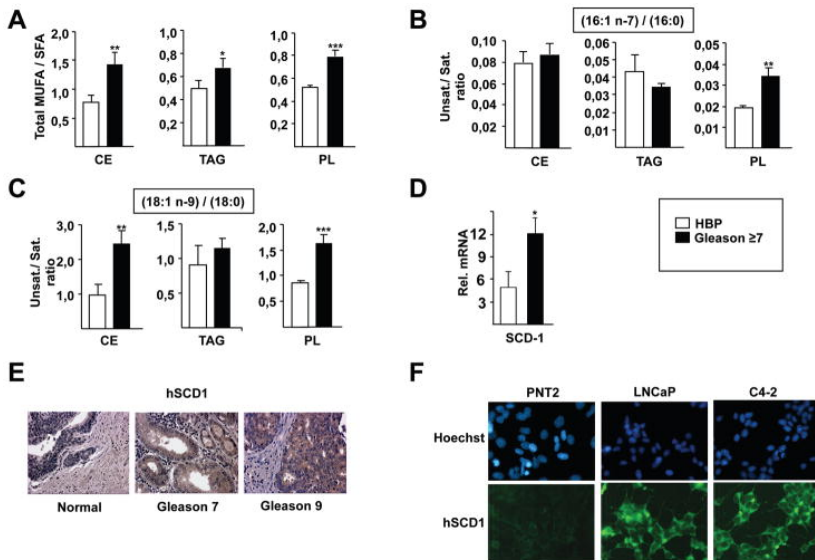 A
Total MUFA / SFA
1,5
1,0
0,5
**
CE
0,8
0,6
0,4
0,2
*
TAG
0,8
0,6
0,4
0,2
***
PL
B
(16:1 n-7) / (16:0)
Unsat./ Sat.
ratio
0,10
0,08
0,06
0,04
0,02
CE
0,06
0,05
0,04
0,03
0,02
0,01
TAG
0,05
0,04
0,03
0,02
0,01
**
PL
C
(18:1 n-9) / (18:0)
Unsat./ Sat.
ratio
3,0
2,0
1,0
**
CE
1,5
1,0
0,5
TAG
2,0
1,5
1,0
0,5
***
PL
D
Rel. mRNA
12
9
6
3
*
SCD-1
HBP
Gleason ≥7
E
hSCD1
Normal
Gleason 7
Gleason 9
F
PNT2
LNCaP
C4-2
Hoechst
hSCD1